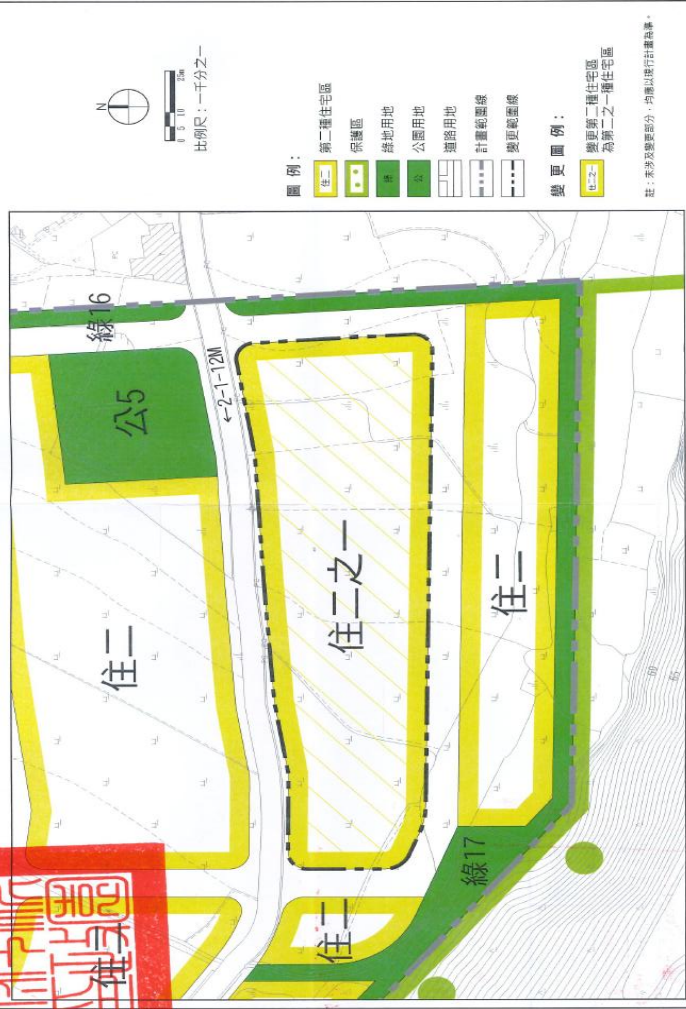 N
0 5 10 25m
比例尺：一千分之一
圖例：
住二 第二種住宅區
保護區
綠 綠地用地
公 公園用地
道路用地
計畫範圍線
變更範圍線
變更圖例：
住二之一 變更第二種住宅區
為第二之一種住宅區
註：未涉及變更部分，均應以現行計畫為準。
綠16
公5
←2-1-12M
住二
住二之一
住二
綠17
住二
住二
69
65